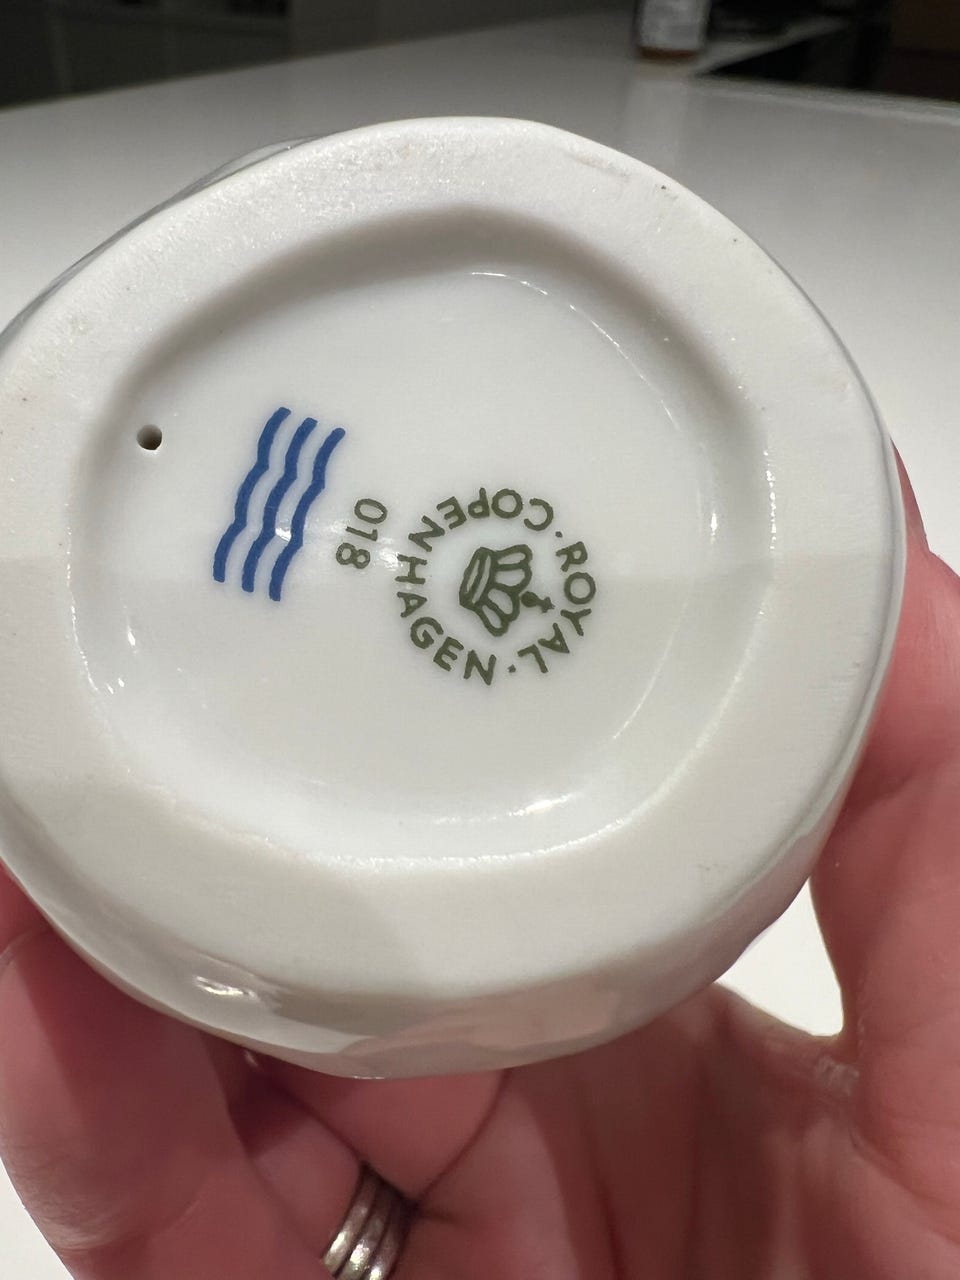 ROYAL · COPENHAGEN ·
018